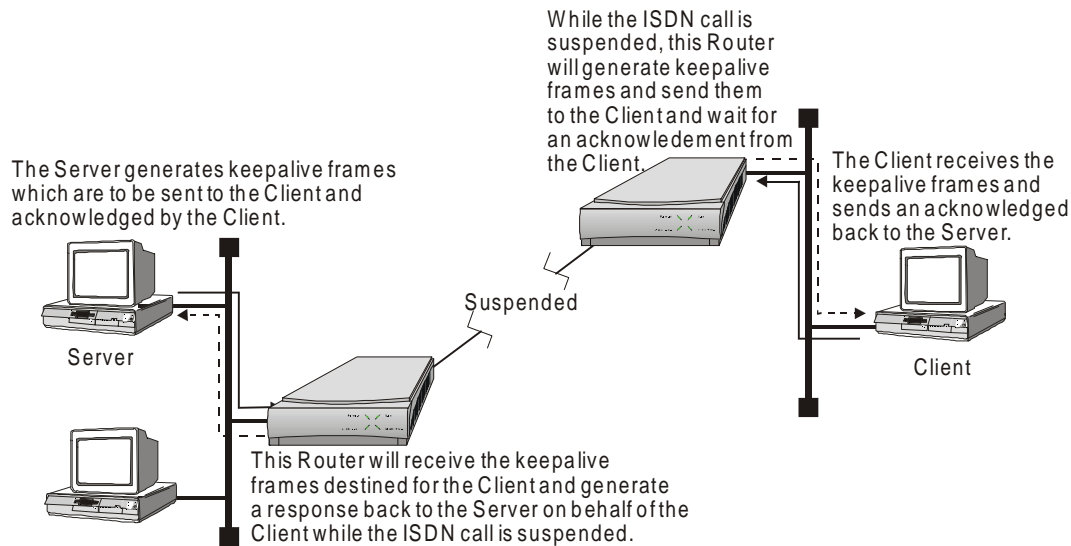 While the ISDN call is
suspended, this Router
will generate keepalive
frames and send them
to the Client and wait for
an acknowledement from
the Client.
The Server generates keepalive frames
which are to be sent to the Client and
acknowledged by the Client.
The Client receives the
keepalive frames and
sends an acknowledged
back to the Server.
Suspended
Server
Client
This Router will receive the keepalive
frames destined for the Client and generate
a response back to the Server on behalf of the
Client while the ISDN call is suspended.